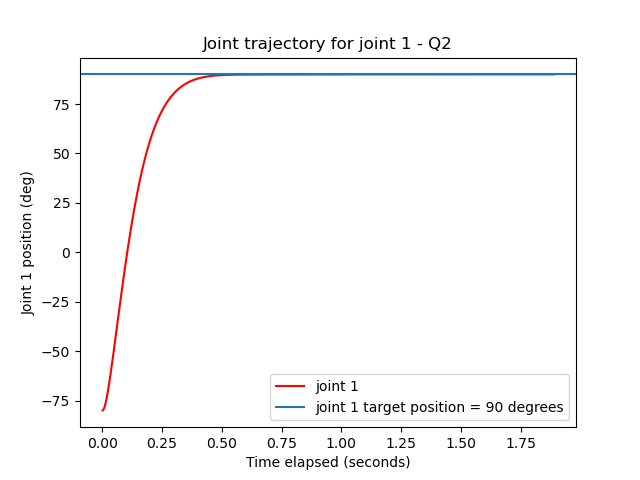 Joint trajectory for joint 1 - Q2
Joint 1 position (deg)
75
50
25
0
−25
−50
−75
joint 1
joint 1 target position = 90 degrees
0.00 0.25 0.50 0.75 1.00 1.25 1.50 1.75
Time elapsed (seconds)